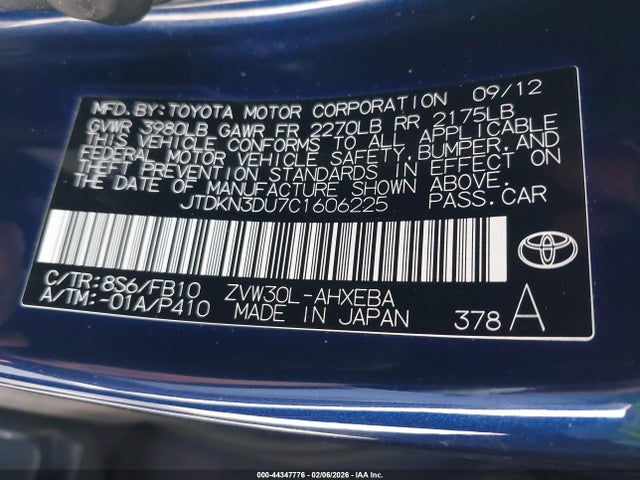 MFD. BY: TOYOTA MOTOR CORPORATION 09/12
GVWR 3980LB GAWR FR 2270LB RR 2175LB
THIS VEHICLE CONFORMS TO ALL APPLICABLE
FEDERAL MOTOR VEHICLE SAFETY, BUMPER, AND
THEFT PREVENTION STANDARDS IN EFFECT ON
THE DATE OF MANUFACTURE SHOWN ABOVE.
JTDKN3DU7C1606225 PASS. CAR
C/TR: 8S6/FB10 ZVW30L-AHXEBA
A/TM: -01A/P410 MADE IN JAPAN 378 A
000-44347776 - 02/06/2026 - IAA Inc.